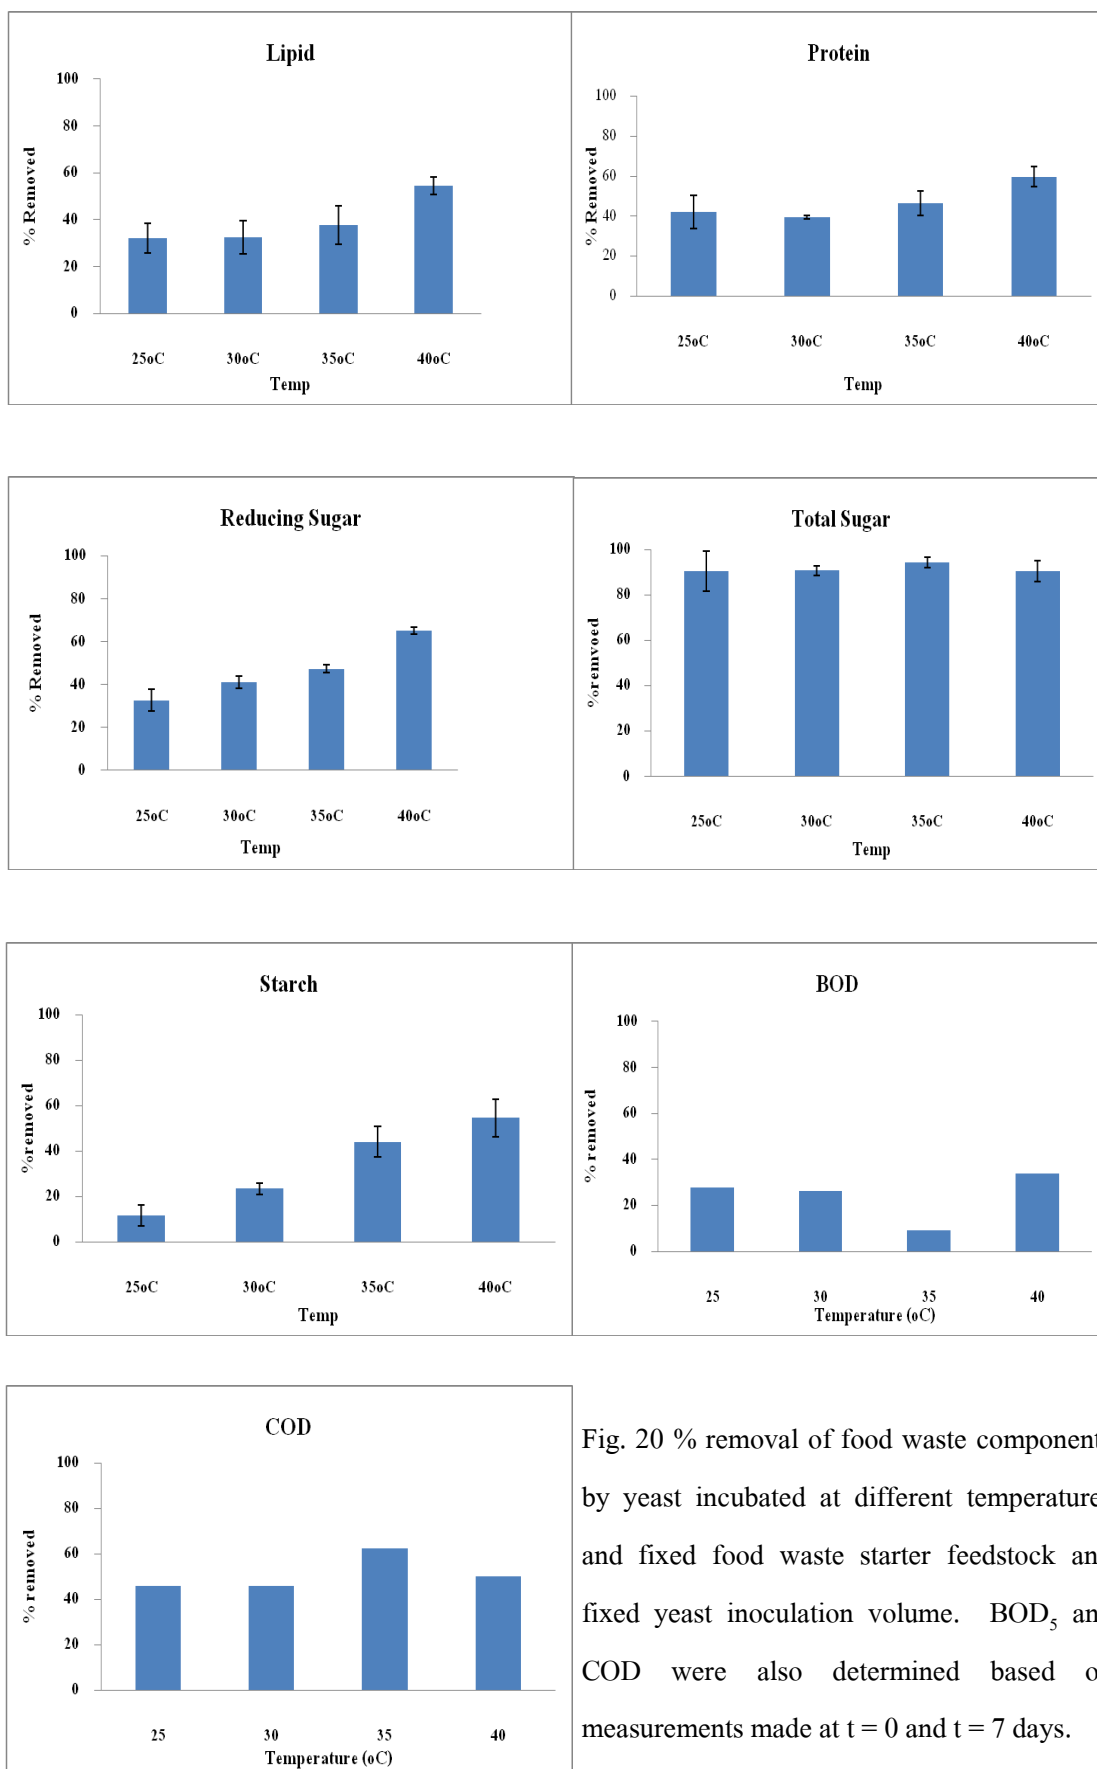 Lipid
100
80
60
40
20
0
% Removed
25oC 30oC 35oC 40oC
Temp
Protein
100
80
60
40
20
0
% Removed
25oC 30oC 35oC 40oC
Temp
Reducing Sugar
100
80
60
40
20
0
% Removed
25oC 30oC 35oC 40oC
Temp
Total Sugar
100
80
60
40
20
0
%remvoed
25oC 30oC 35oC 40oC
Temp
Starch
100
80
60
40
20
0
%removed
25oC 30oC 35oC 40oC
Temp
BOD
100
80
60
40
20
0
% removed
25 30 35 40
Temperature (oC)
COD
100
80
60
40
20
0
% removed
25 30 35 40
Temperature (oC)
Fig. 20 % removal of food waste component
by yeast incubated at different temperature
and fixed food waste starter feedstock an
fixed yeast inoculation volume. BOD₅ an
COD were also determined based o
measurements made at t = 0 and t = 7 days.